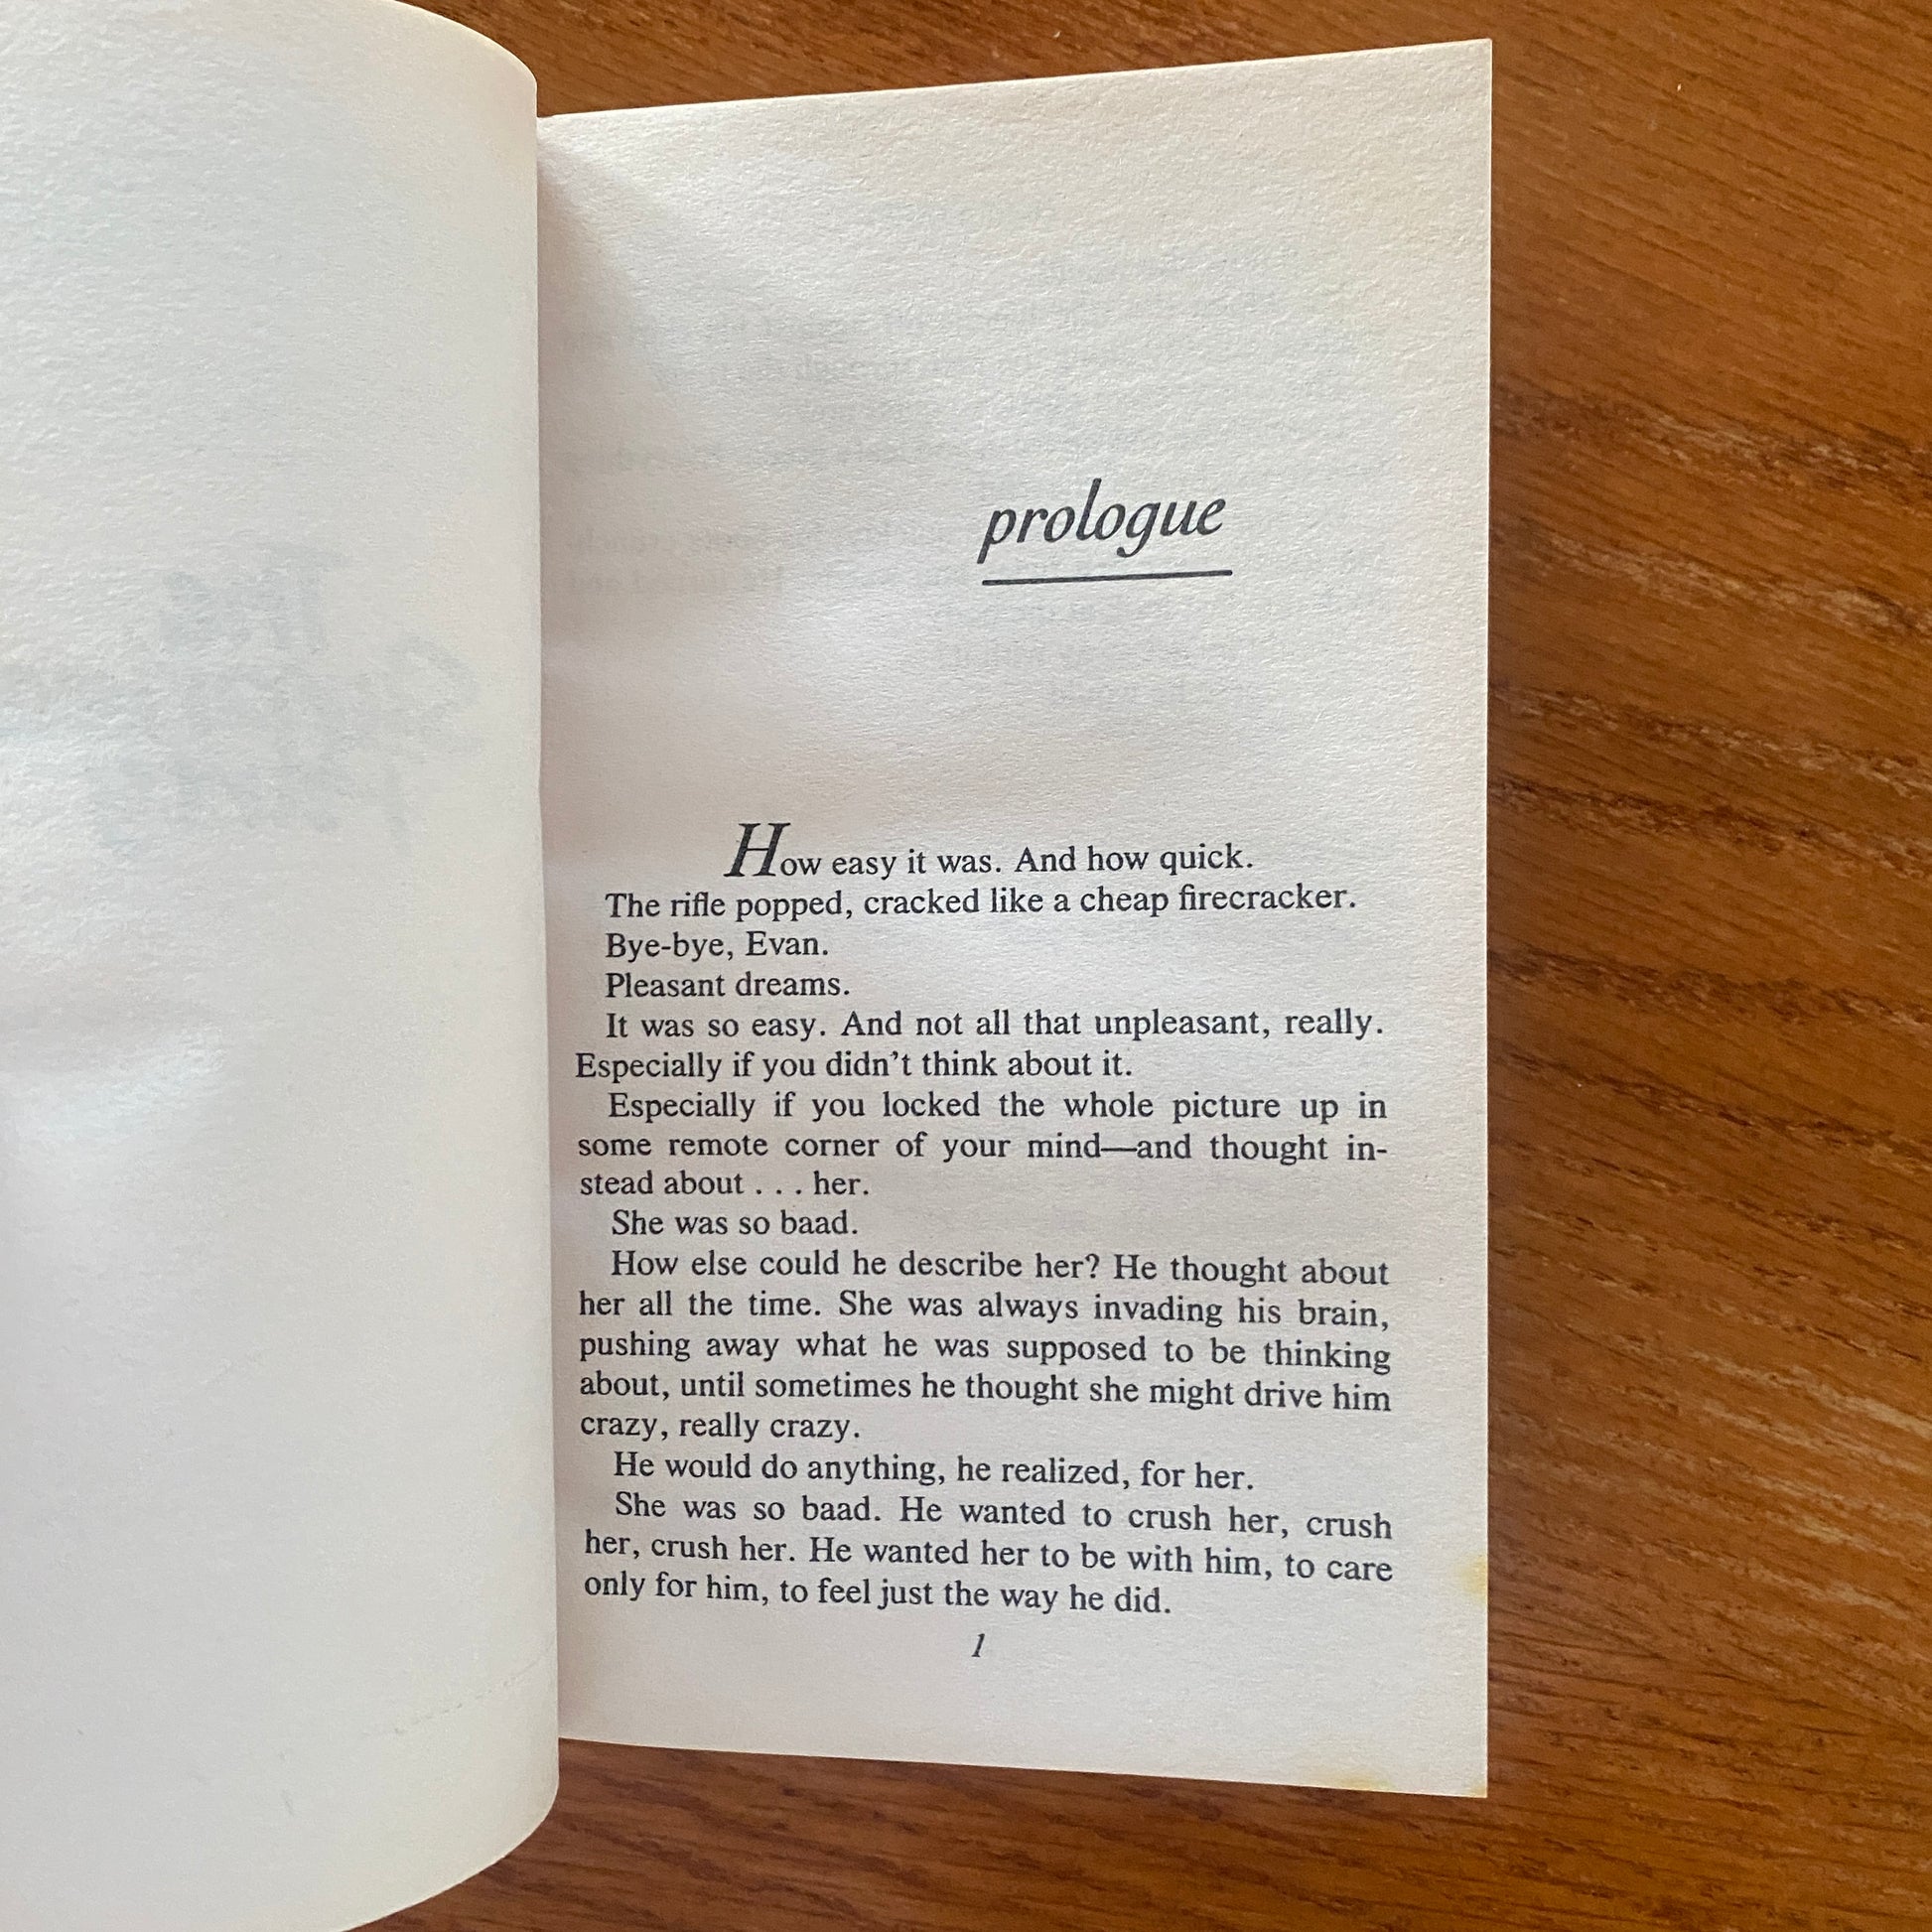 prologue
How easy it was. And how quick.
The rifle popped, cracked like a cheap firecracker.
Bye-bye, Evan.
Pleasant dreams.
It was so easy. And not all that unpleasant, really.
Especially if you didn't think about it.
Especially if you locked the whole picture up in
some remote corner of your mind—and thought in-
stead about . . . her.
She was so baad.
How else could he describe her? He thought about
her all the time. She was always invading his brain,
pushing away what he was supposed to be thinking
about, until sometimes he thought she might drive him
crazy, really crazy.
He would do anything, he realized, for her.
She was so baad. He wanted to crush her, crush
her, crush her. He wanted her to be with him, to care
only for him, to feel just the way he did.
1